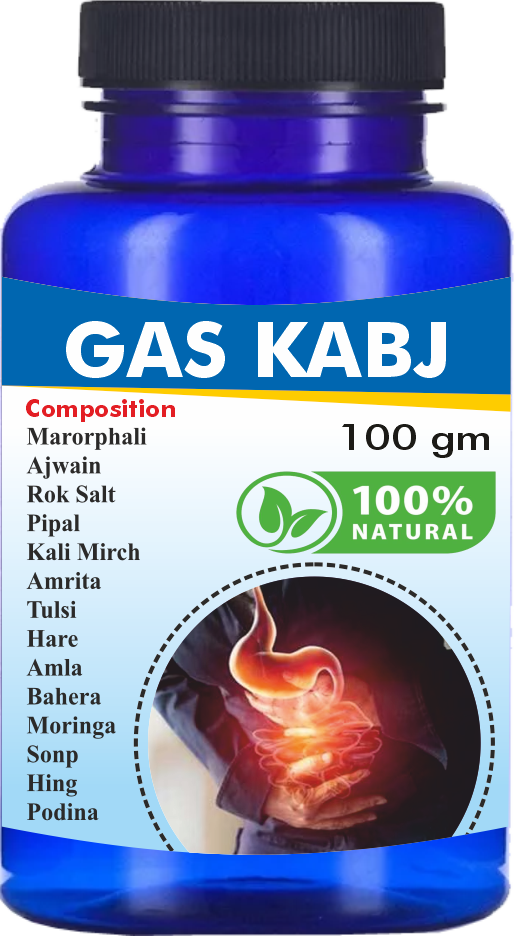 GAS KABJ
Composition
Marorphali
Ajwain
Rok Salt
Pipal
Kali Mirch
Amrita
Tulsi
Hare
Amla
Bahera
Moringa
Sonp
Hing
Podina
100 gm
100%
NATURAL